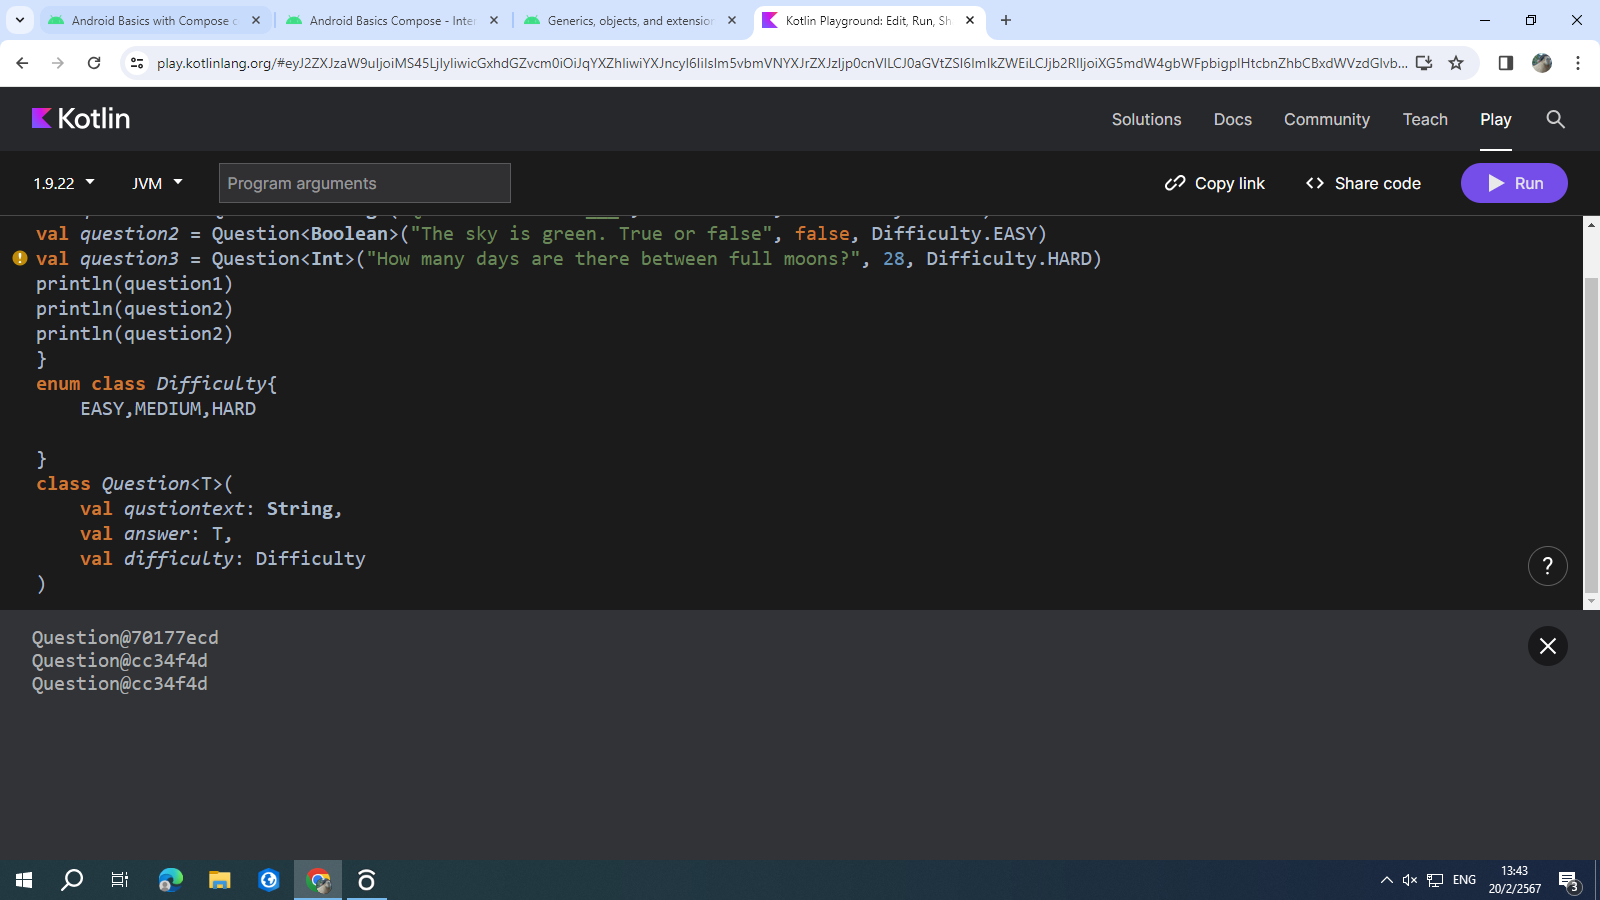 Android Basics with Compose c
Android Basics Compose - Inter
Generics, objects, and extension
Kotlin Playground: Edit, Run, Sh
Kotlin
Solutions
Docs
Community
Teach
Play
1.9.22
JVM
Program arguments
Copy link
Share code
Run
val question2 = Question<Boolean>("The sky is green. True or false", false, Difficulty.EASY)
val question3 = Question<Int>("How many days are there between full moons?", 28, Difficulty.HARD)
println(question1)
println(question2)
println(question2)
}
enum class Difficulty{
EASY,MEDIUM,HARD
}
class Question<T>(
val qustiontext: String,
val answer: T,
val difficulty: Difficulty
)
?
Question@70177ecd
Question@cc34f4d
Question@cc34f4d
ENG
13:43
20/2/2567
3